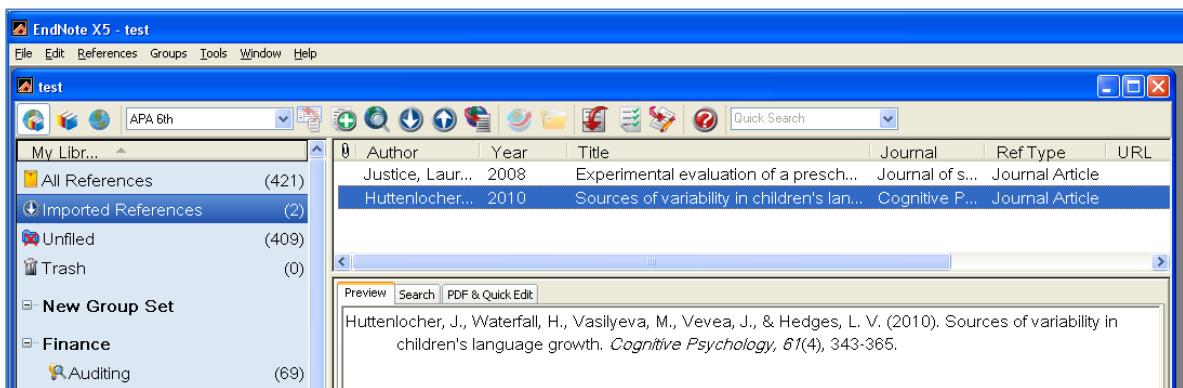 EndNote X5 - test
File Edit References Groups Tools Window Help
test
APA 6th Quick Search
My Libr...
All References (421)
Imported References (2)
Unfiled (409)
Trash (0)
New Group Set
Finance
Auditing (69)
Author Year Title Journal Ref Type URL
Justice, Laur... 2008 Experimental evaluation of a presch... Journal of s... Journal Article
Huttenlocher... 2010 Sources of variability in children's lan... Cognitive P... Journal Article
Preview Search PDF & Quick Edit
Huttenlocher, J., Waterfall, H., Vasilyeva, M., Vevea, J., & Hedges, L. V. (2010). Sources of variability in
children's language growth. Cognitive Psychology, 61(4), 343-365.